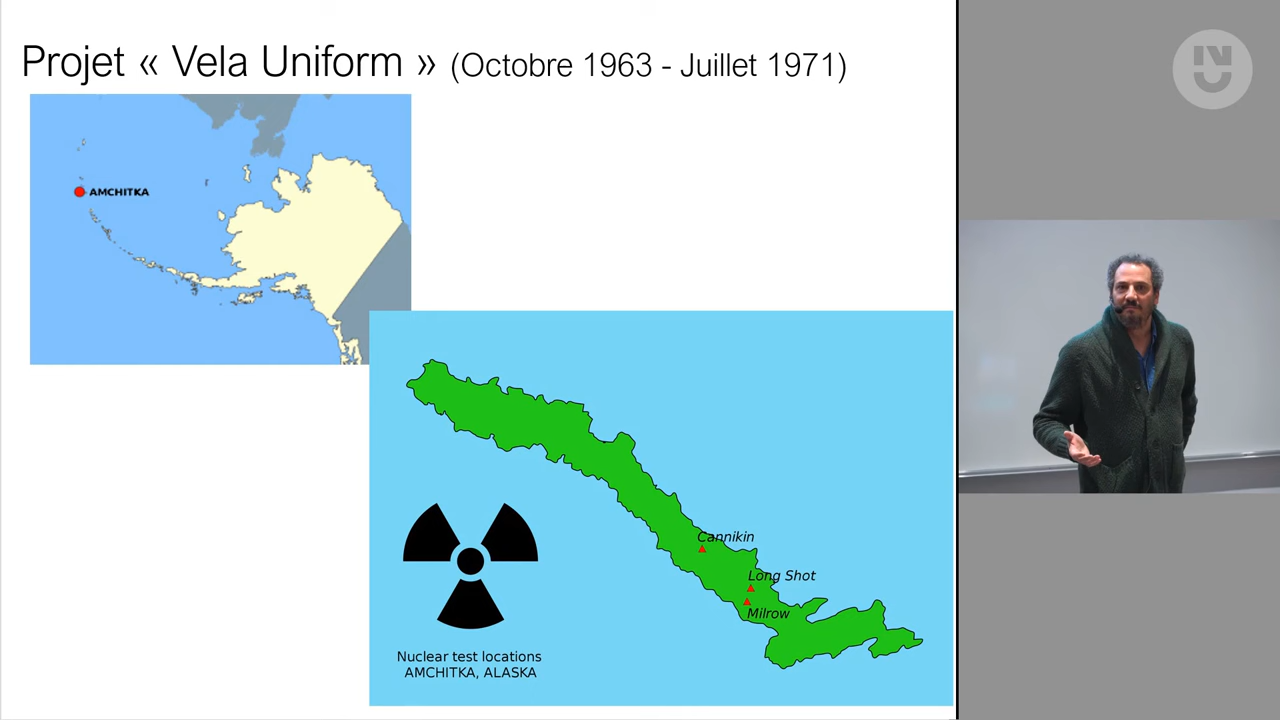 Projet « Vela Uniform » (Octobre 1963 - Juillet 1971)
AMCHITKA
Cannikin
Long Shot
Milrow
Nuclear test locations
AMCHITKA, ALASKA